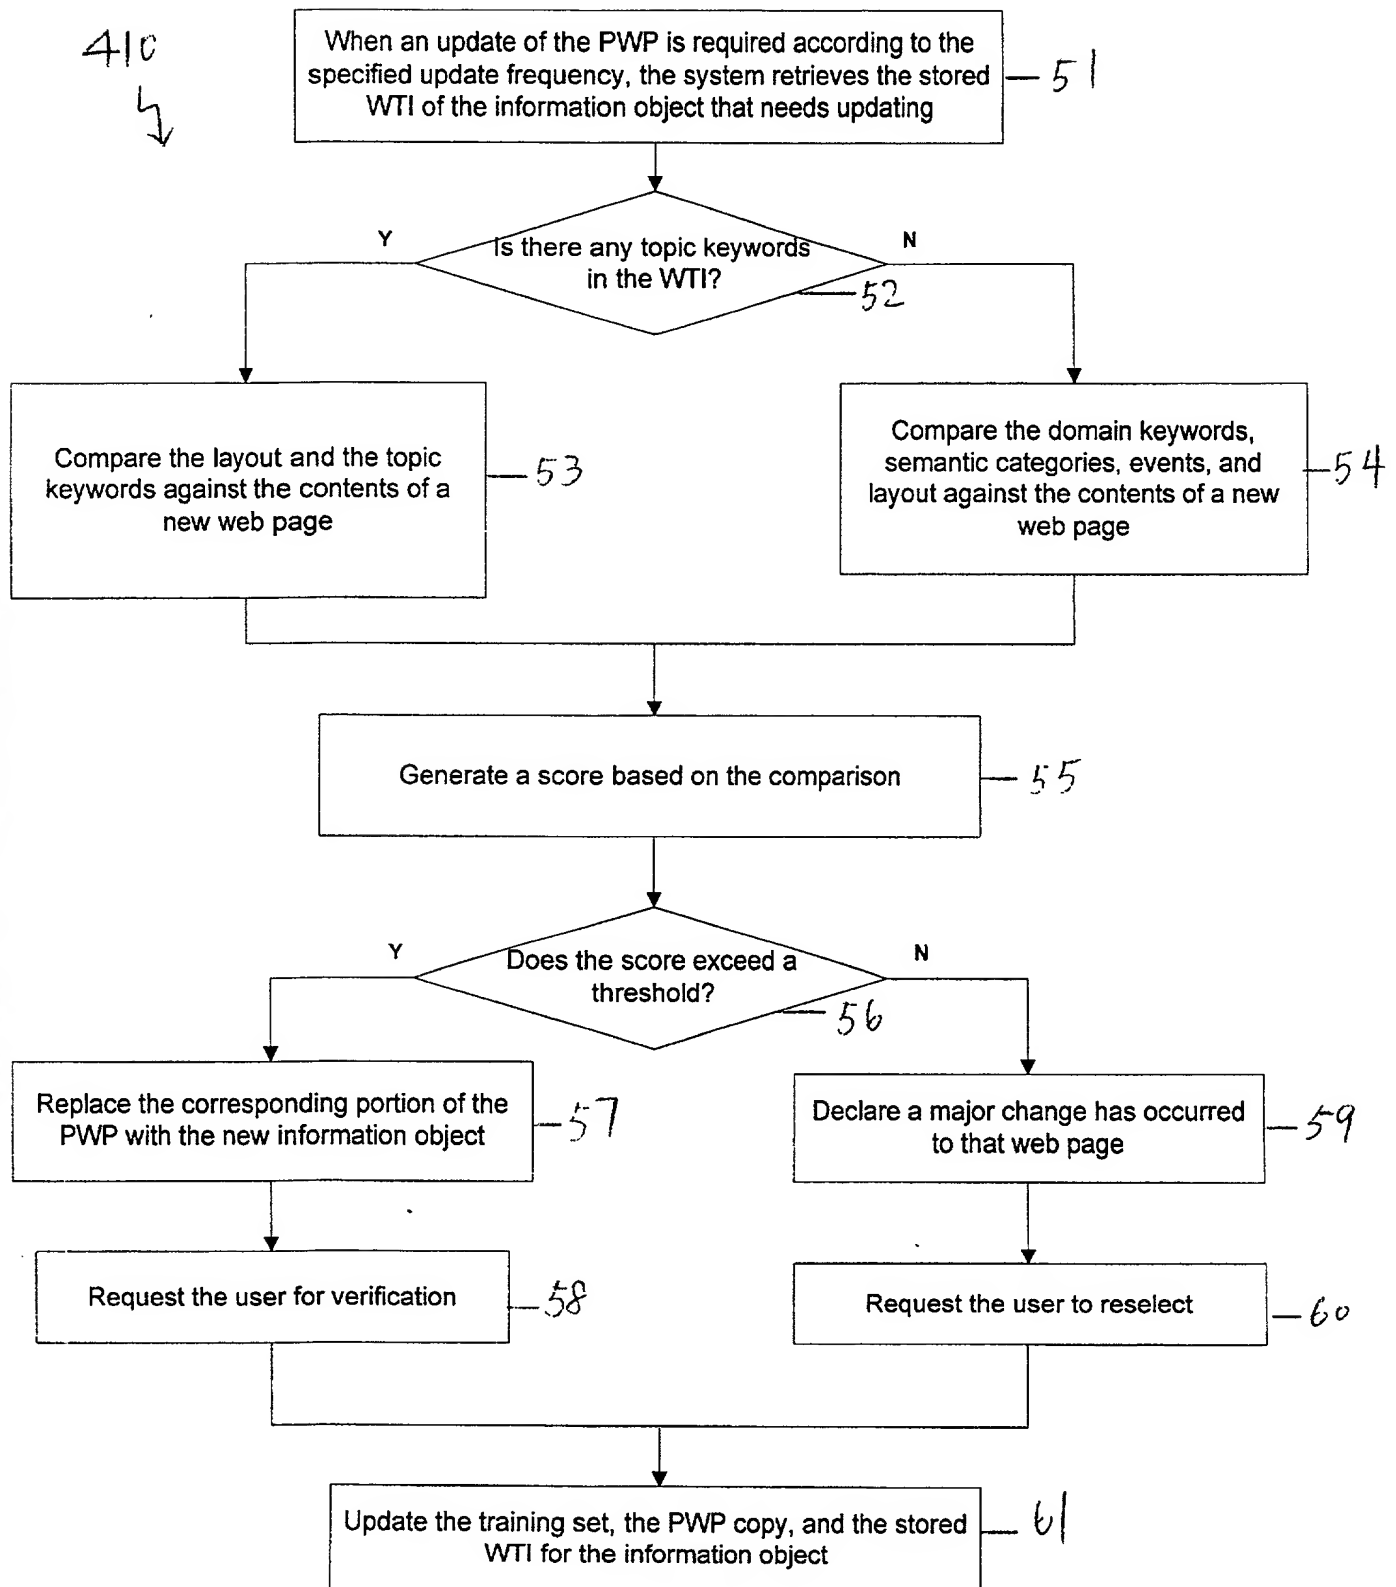 410
When an update of the PWP is required according to the
specified update frequency, the system retrieves the stored
WTI of the information object that needs updating
51
Y
N
Is there any topic keywords
in the WTI?
52
Compare the layout and the topic
keywords against the contents of a
new web page
53
Compare the domain keywords,
semantic categories, events, and
layout against the contents of a new
web page
54
Generate a score based on the comparison
55
Y
N
Does the score exceed a
threshold?
56
Replace the corresponding portion of the
PWP with the new information object
57
Declare a major change has occurred
to that web page
59
Request the user for verification
58
Request the user to reselect
60
Update the training set, the PWP copy, and the stored
WTI for the information object
61